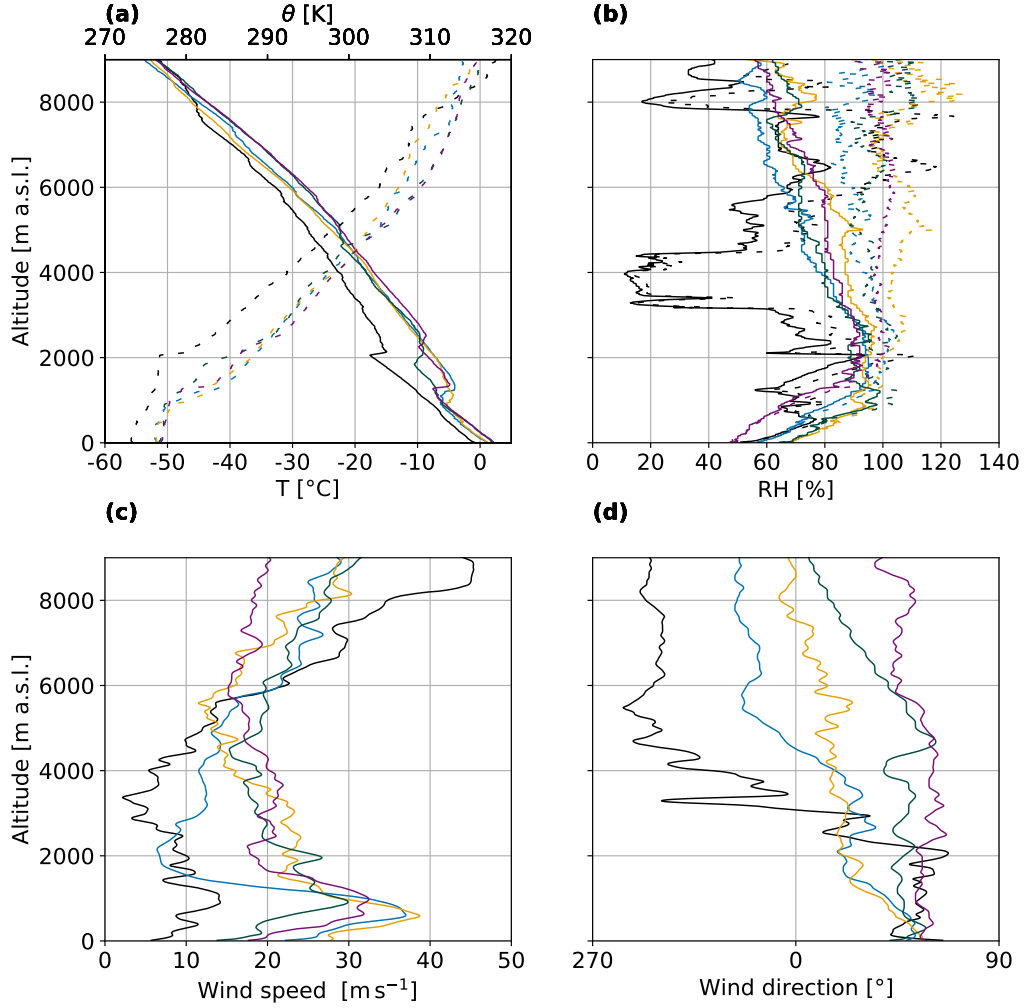 (a) θ [K] (b)
270 280 290 300 310 320
8000
6000
4000
2000
0
Altitude [m a.s.l.]
-60 -50 -40 -30 -20 -10 0
T [°C]
0 20 40 60 80 100 120 140
RH [%]
(c) (d)
8000
6000
4000
2000
0
Altitude [m a.s.l.]
0 10 20 30 40 50
Wind speed [m s⁻¹]
270 0 90
Wind direction [°]